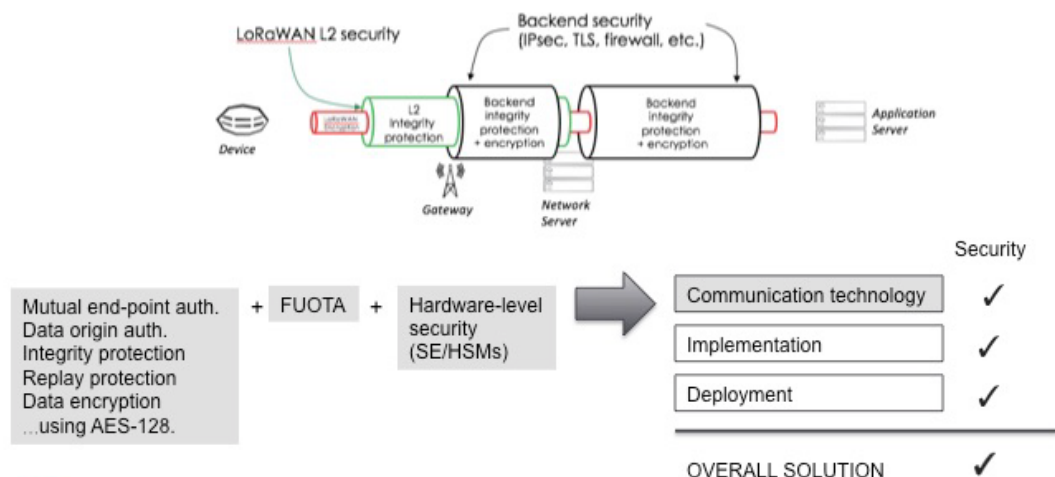 LoRaWAN L2 security
Backend security
(IPsec, TLS, firewall, etc.)
Device
LoRaWAN
Encryption
L2
Integrity
protection
Backend
integrity
protection
+ encryption
Backend
integrity
protection
+ encryption
Application
Server
Gateway
Network
Server
Security
Mutual end-point auth.
Data origin auth.
Integrity protection
Replay protection
Data encryption
...using AES-128.
+
FUOTA
+
Hardware-level
security
(SE/HSMs)
Communication technology ✓
Implementation ✓
Deployment ✓
OVERALL SOLUTION ✓